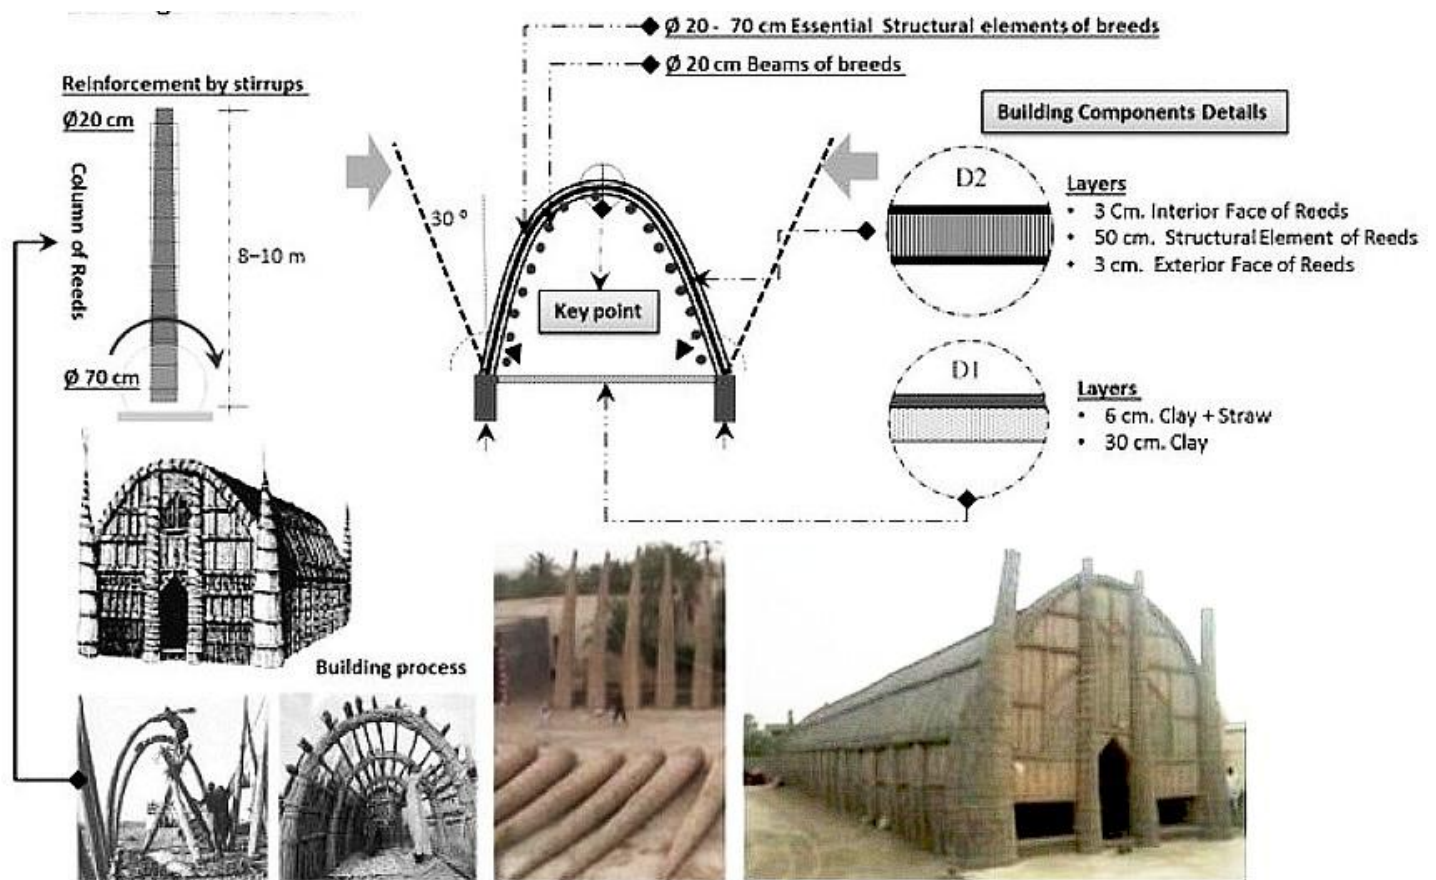 Ø 20 - 70 cm Essential Structural elements of breeds
Ø 20 cm Beams of breeds
Reinforcement by stirrups
Ø20 cm
Column of Reeds
8–10 m
Ø 70 cm
30 º
Key point
Building Components Details
D2
Layers
• 3 Cm. Interior Face of Reeds
• 50 cm. Structural Element of Reeds
• 3 cm. Exterior Face of Reeds
D1
Layers
• 6 cm. Clay + Straw
• 30 cm. Clay
Building process